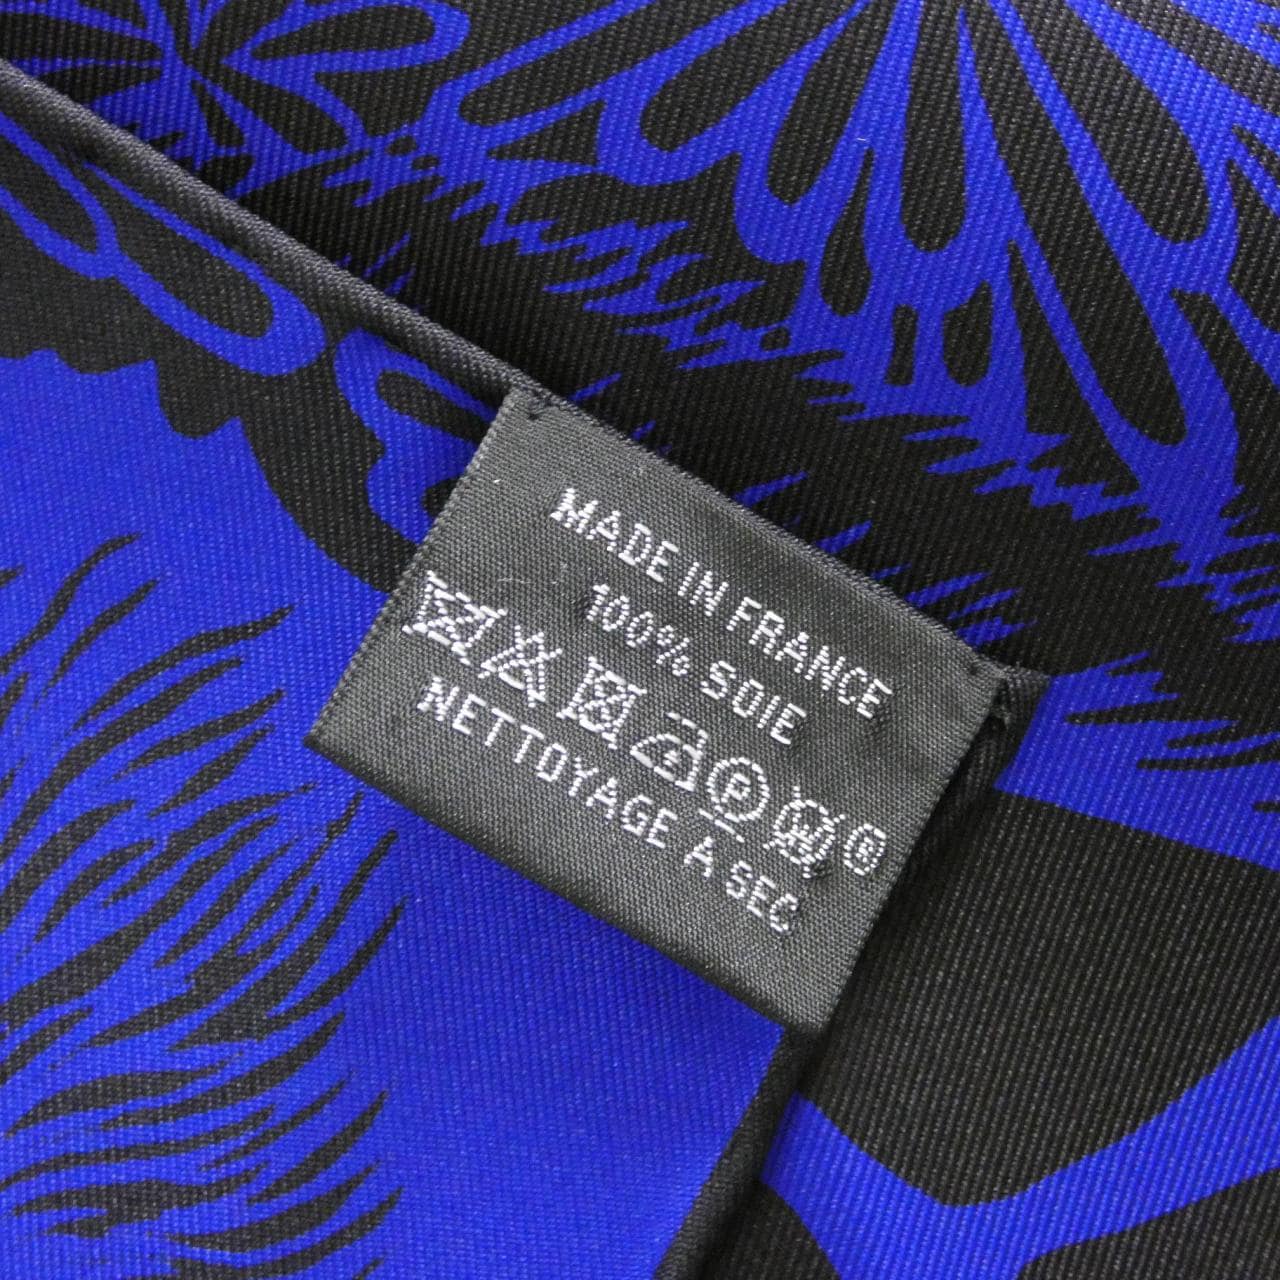 MADE IN FRANCE
100% SOIE
P W ®
NETTOYAGE A SEC